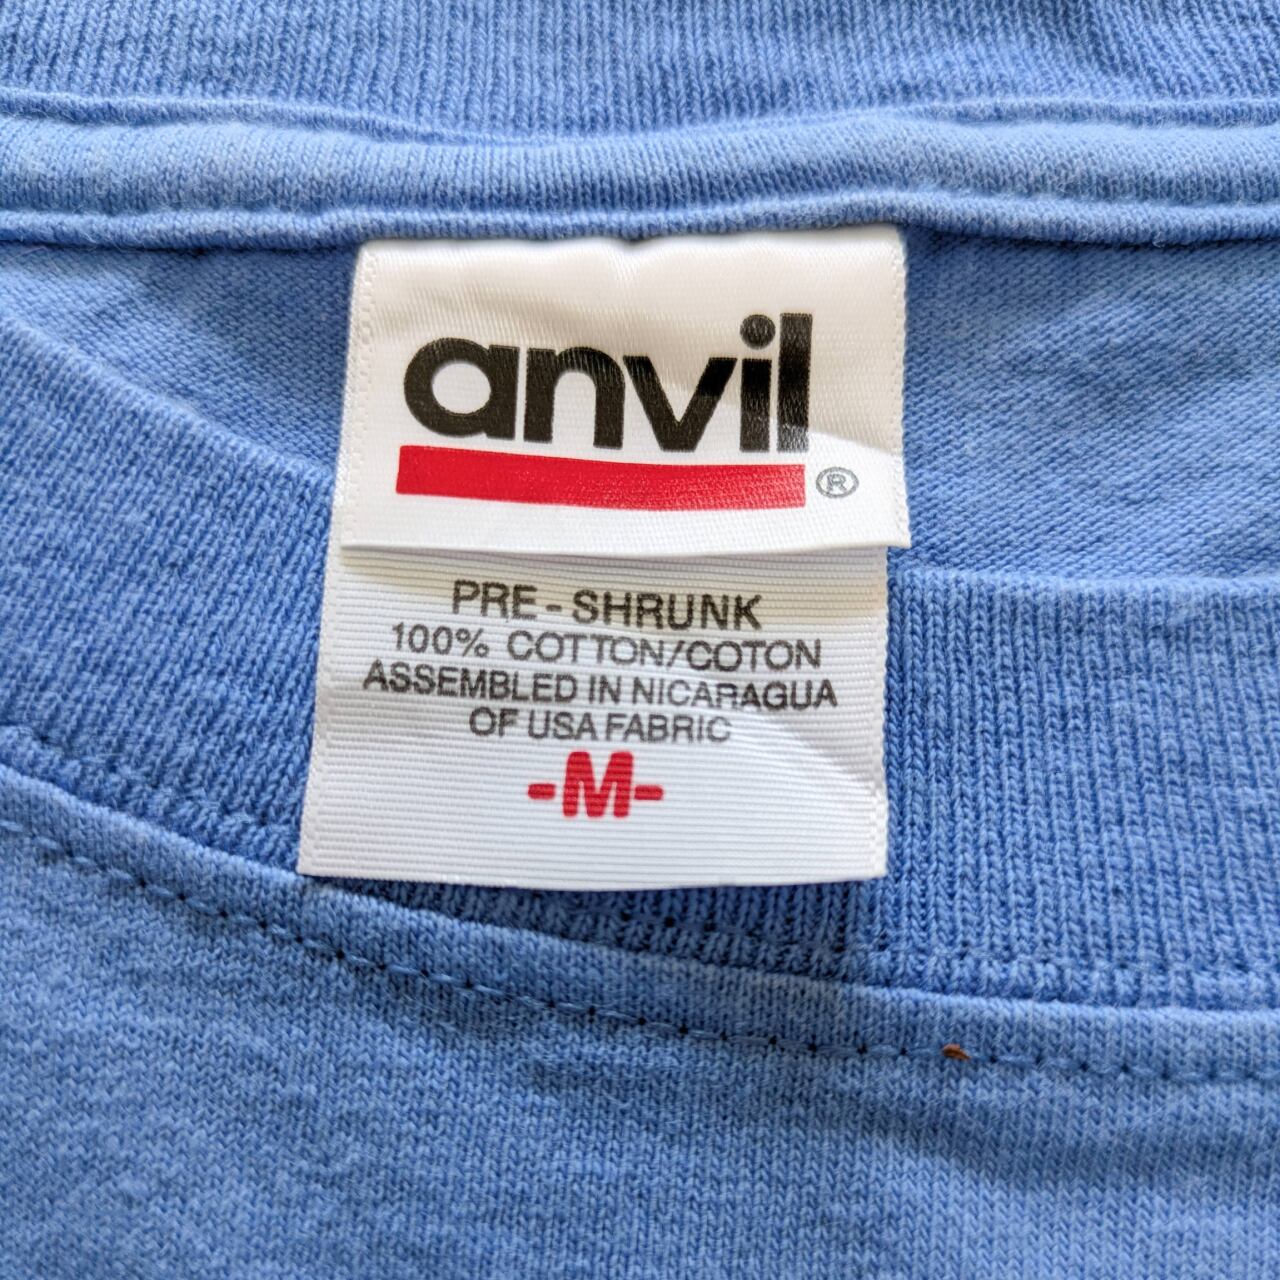 anvil
®
PRE - SHRUNK
100% COTTON/COTON
ASSEMBLED IN NICARAGUA
OF USA FABRIC
-M-